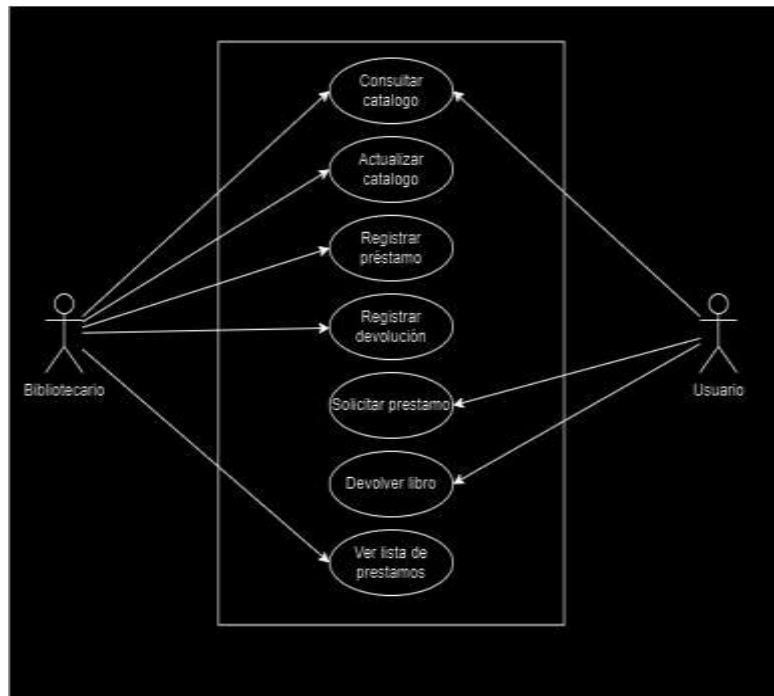 Consultar
catalogo
Actualizar
catalogo
Registrar
préstamo
Registrar
devolución
Bibliotecario
Usuario
Solicitar prestamo
Devolver libro
Ver lista de
prestamos